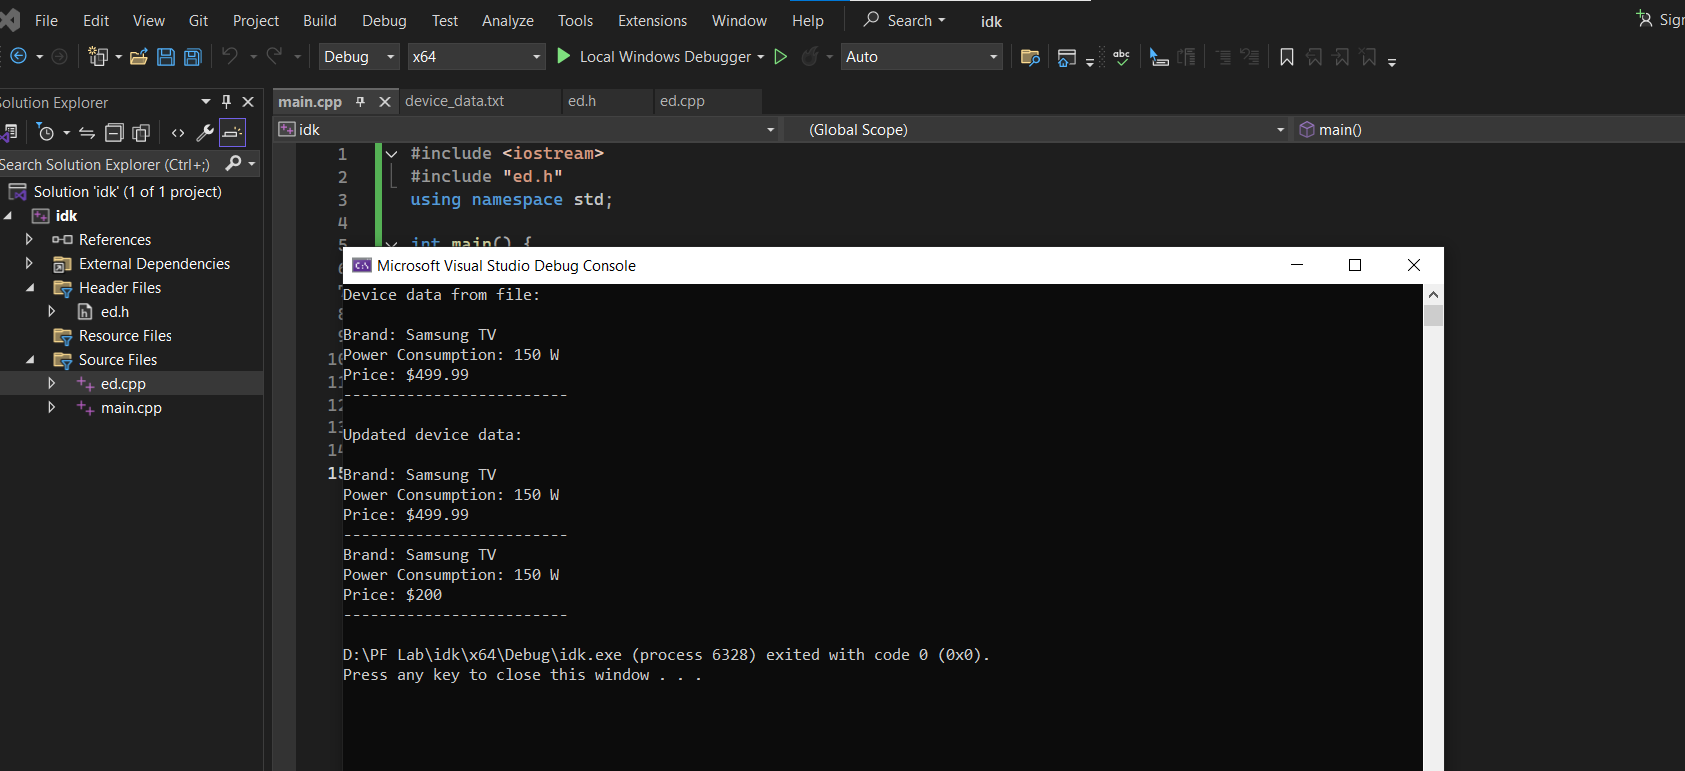 File Edit View Git Project Build Debug Test Analyze Tools Extensions Window Help Search idk
Debug x64 Local Windows Debugger Auto abc
Solution Explorer
main.cpp device_data.txt ed.h ed.cpp
idk (Global Scope) main()
Search Solution Explorer (Ctrl+;)
Solution 'idk' (1 of 1 project)
idk
References
External Dependencies
Header Files
ed.h
Resource Files
Source Files
ed.cpp
main.cpp
1 #include <iostream>
2 #include "ed.h"
3 using namespace std;
4
5 int main() {
Microsoft Visual Studio Debug Console
Device data from file:
Brand: Samsung TV
Power Consumption: 150 W
Price: $499.99
-------------------------
Updated device data:
Brand: Samsung TV
Power Consumption: 150 W
Price: $499.99
-------------------------
Brand: Samsung TV
Power Consumption: 150 W
Price: $200
-------------------------
D:\PF Lab\idk\x64\Debug\idk.exe (process 6328) exited with code 0 (0x0).
Press any key to close this window . . .